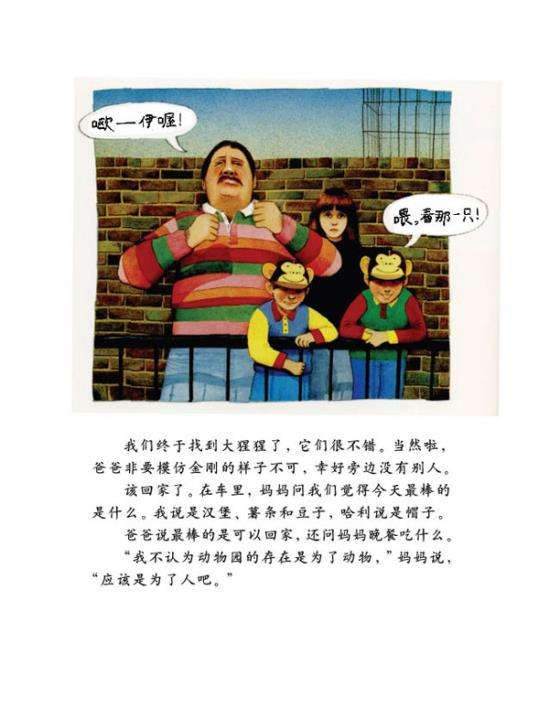 呕——伊喔！
喂。看那一只！
我们终于找到大猩猩了，它们很不错。当然啦，
爸爸非要模仿金刚的样子不可，幸好旁边没有别人。
该回家了。在车里，妈妈问我们觉得今天最棒的
是什么。我说是汉堡、薯条和豆子，哈利说是帽子。
爸爸说最棒的是可以回家，还问妈妈晚餐吃什么。
“我不认为动物园的存在是为了动物，”妈妈说，
“应该是为了人吧。”